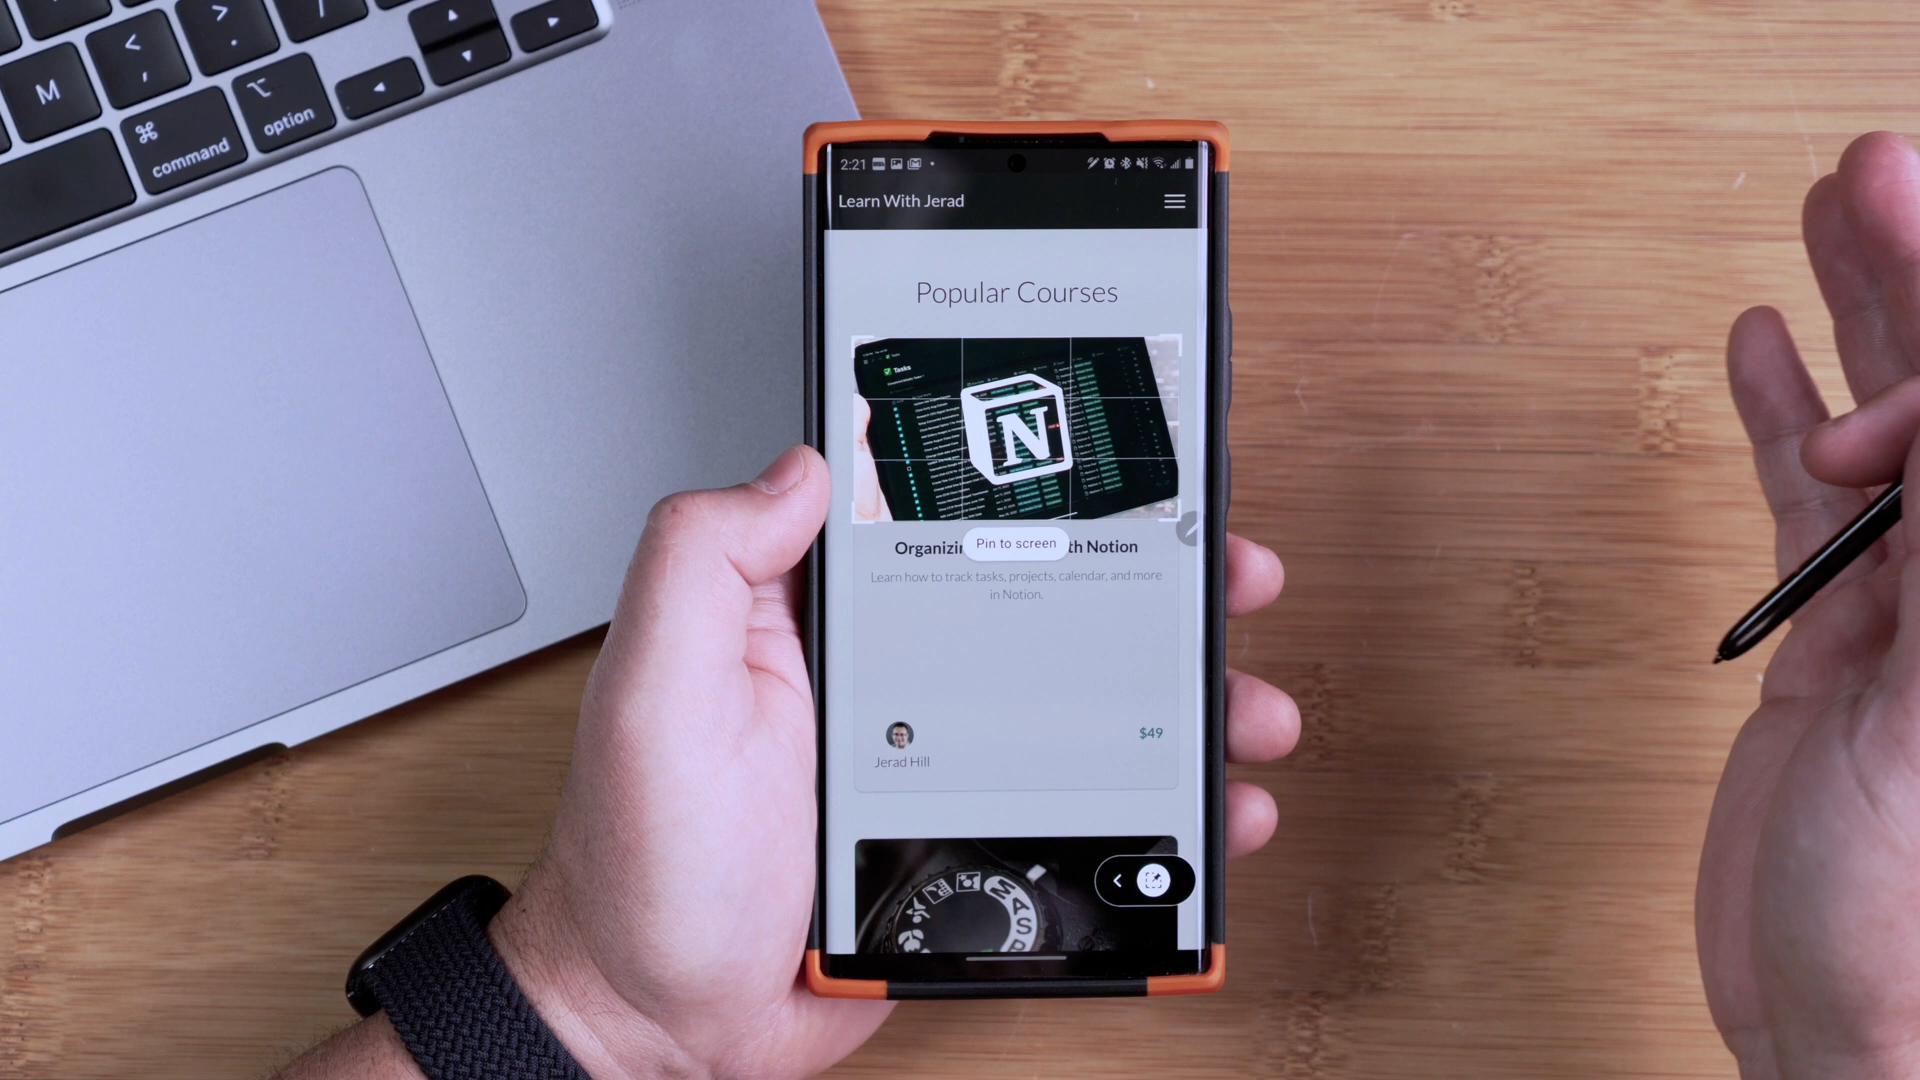 M
<
,
>
.
/
⌘
command
⌥
option
2:21
Learn With Jerad
Popular Courses
Tasks
N
Organizi
Pin to screen
th Notion
Learn how to track tasks, projects, calendar, and more
in Notion.
$49
Jerad Hill
M
A
S
P